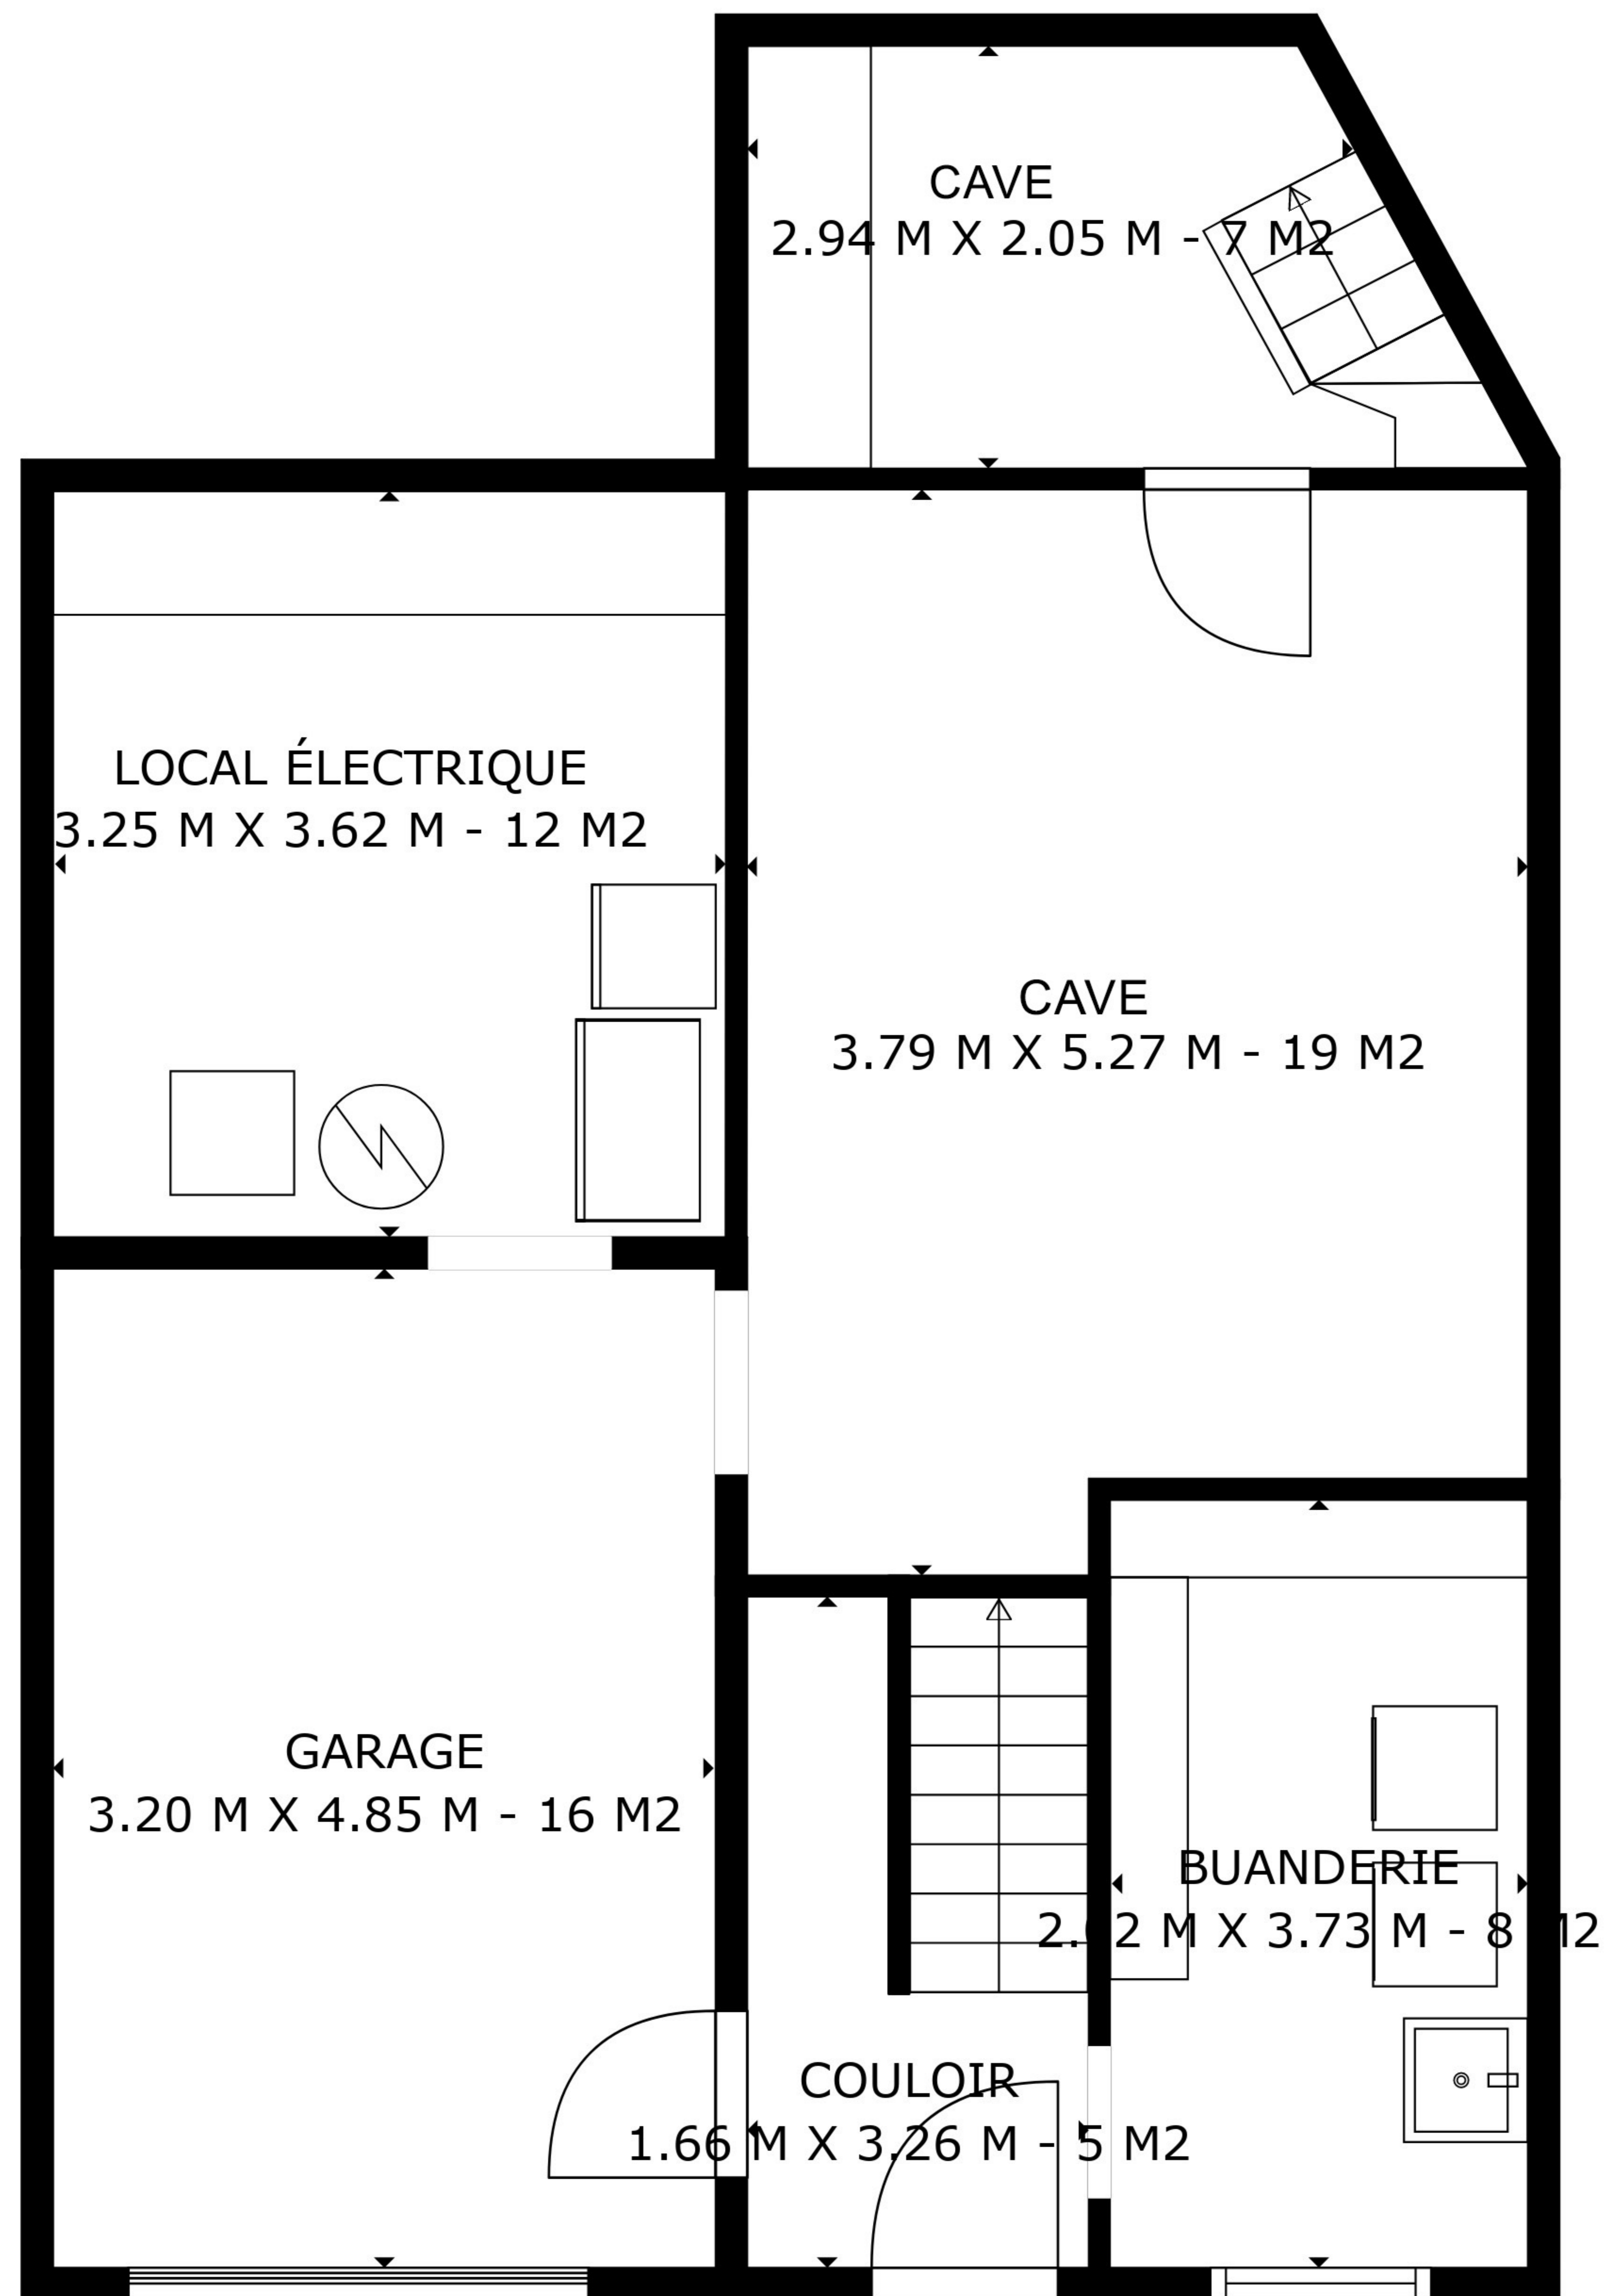 CAVE
2.94 M X 2.05 M - 7 M2
LOCAL ÉLECTRIQUE
3.25 M X 3.62 M - 12 M2
CAVE
3.79 M X 5.27 M - 19 M2
GARAGE
3.20 M X 4.85 M - 16 M2
BUANDERIE
M X 3.73 M - 8
COULOIR
1.66 M X 3.26 M - 5 M2